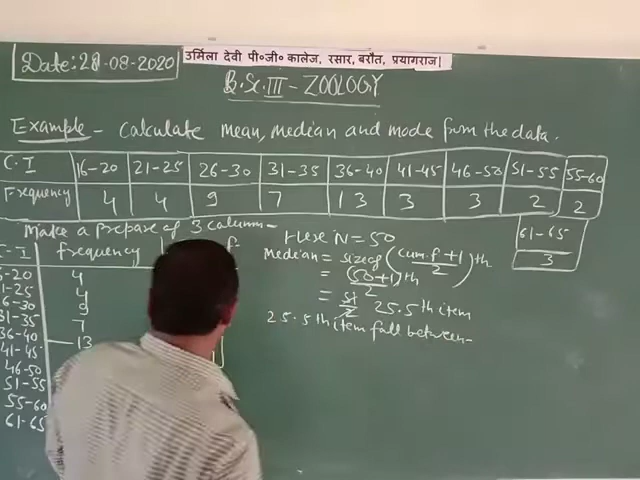 Date: 28-08-2020
उर्मिला देवी पी०जी० कालेज, रसार, बरौत, प्रयागराज।
B.Sc. III - ZOOLOGY
Example - Calculate Mean, median and mode from the data.
C.I 16-20 21-25 26-30 31-35 36-40 41-45 46-50 51-55 55-60
Frequency 4 4 9 7 13 3 3 2 2
61-65
3
Make a prepare of 3 column-
C-I frequency f
6-20 4
1-25 4
6-30 9
31-35 7
36-40 13
41-45
46-50
51-55
55-60
61-65
Here N=50
Median = size of (cum.f+1/2)th
= (50+1)/2 th
= 51/2 25.5th item
25.5th item fall between-